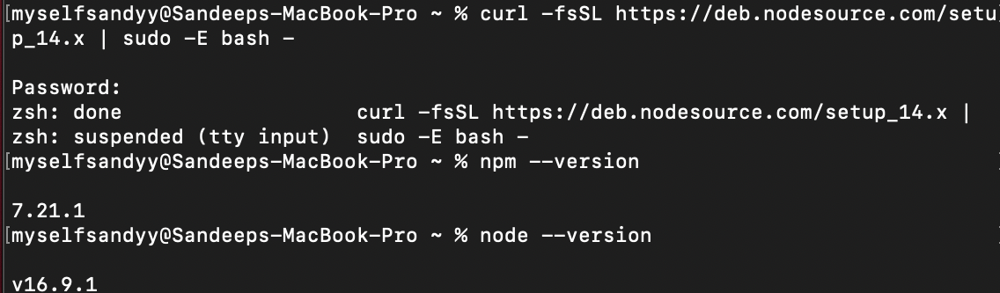 [myselfsandyy@Sandeeps-MacBook-Pro ~ % curl -fsSL https://deb.nodesource.com/setu]
p_14.x | sudo -E bash -
Password:
zsh: done                    curl -fsSL https://deb.nodesource.com/setup_14.x |
zsh: suspended (tty input)  sudo -E bash -
[myselfsandyy@Sandeeps-MacBook-Pro ~ % npm --version ]
7.21.1
[myselfsandyy@Sandeeps-MacBook-Pro ~ % node --version ]
v16.9.1